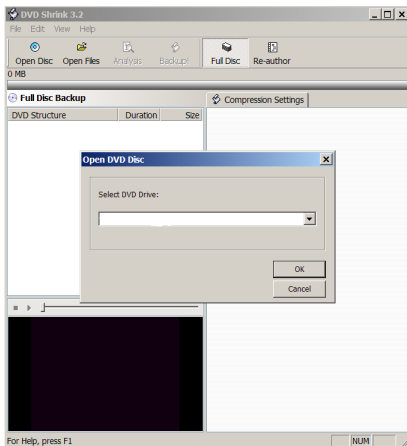 DVD Shrink 3.2
File Edit View Help
Open Disc Open Files Analysis Backup! Full Disc Re-author
0 MB
Full Disc Backup
Compression Settings
DVD Structure Duration Size
Open DVD Disc
Select DVD Drive:
OK
Cancel
For Help, press F1
NUM